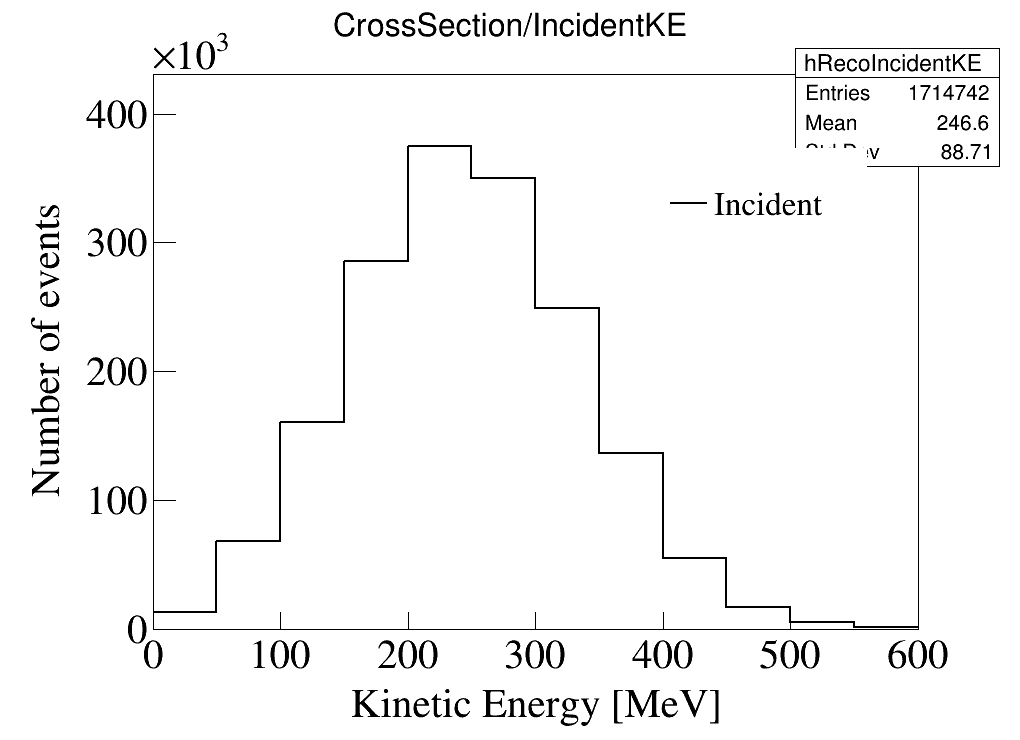 CrossSection/IncidentKE
×10³
hRecoIncidentKE
Entries 1714742
Mean 246.6
88.71
Incident
Number of events
400
300
200
100
0
0 100 200 300 400 500 600
Kinetic Energy [MeV]